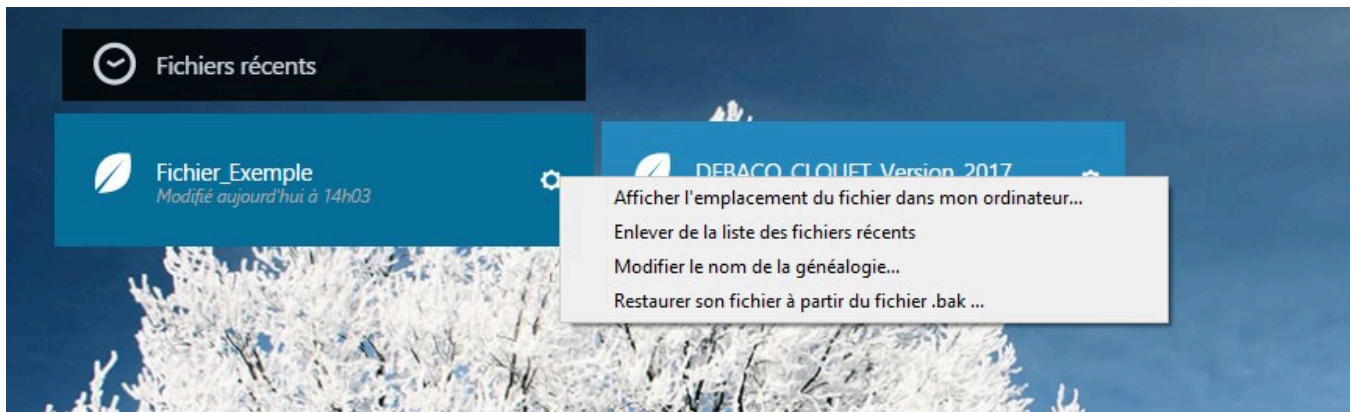 Fichiers récents
Fichier_Exemple
Modifié aujourd'hui à 14h03
DEBACQ_CLOUET_Version_2017
Afficher l'emplacement du fichier dans mon ordinateur...
Enlever de la liste des fichiers récents
Modifier le nom de la généalogie...
Restaurer son fichier à partir du fichier .bak ...